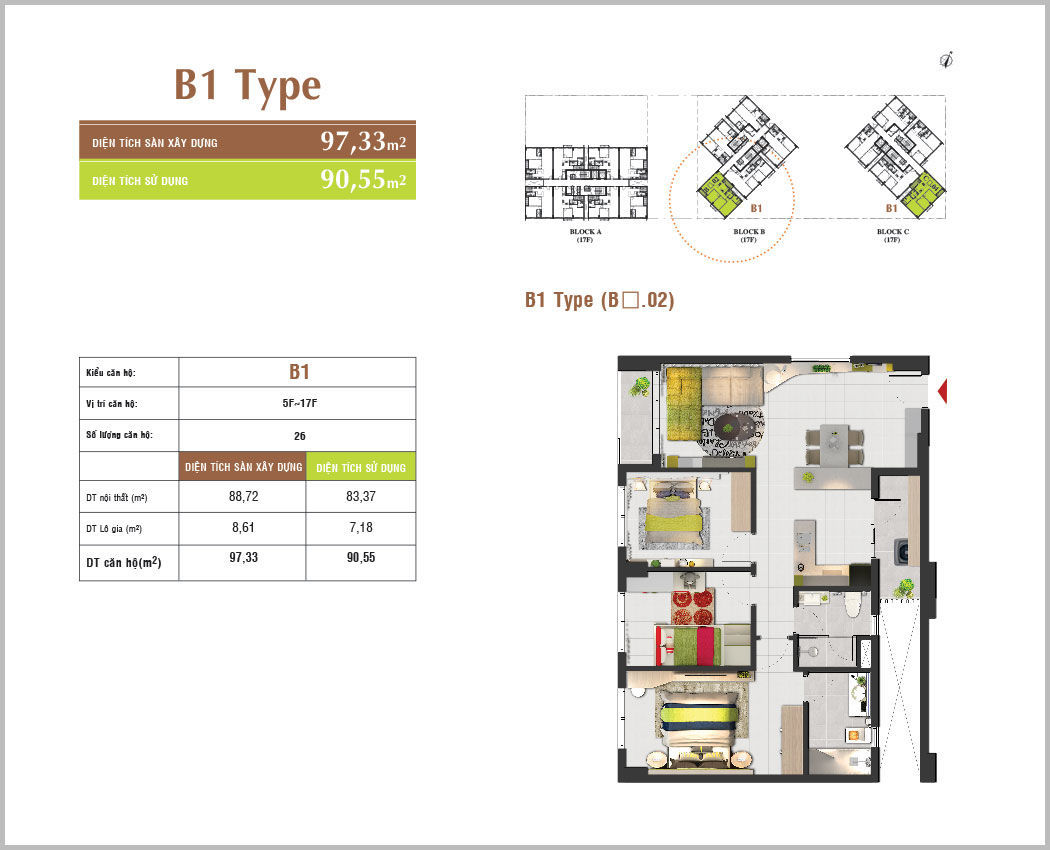 B1 Type
DIỆN TÍCH SÀN XÂY DỰNG 97,33m2
DIỆN TÍCH SỬ DỤNG 90,55m2
B1
B1
BLOCK A
(17F)
BLOCK B
(17F)
BLOCK C
(17F)
B1 Type (B□.02)
Kiểu căn hộ: B1
Vị trí căn hộ: 5F~17F
Số lượng căn hộ: 26
DIỆN TÍCH SÀN XÂY DỰNG DIỆN TÍCH SỬ DỤNG
DT nội thất (m²) 88,72 83,37
DT Lô gia (m²) 8,61 7,18
DT căn hộ(m2) 97,33 90,55